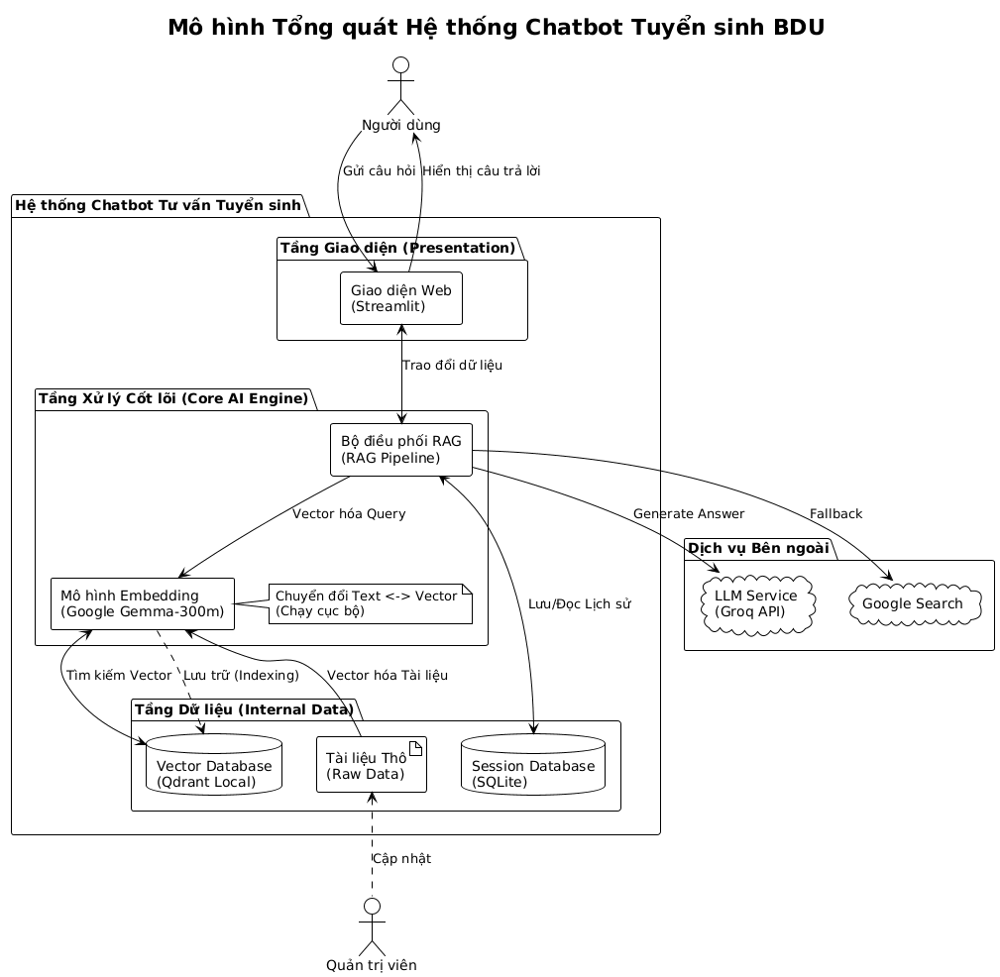 Mô hình Tổng quát Hệ thống Chatbot Tuyển sinh BDU
Người dùng
Gửi câu hỏi
Hiển thị câu trả lời
Hệ thống Chatbot Tư vấn Tuyển sinh
Tầng Giao diện (Presentation)
Giao diện Web
(Streamlit)
Trao đổi dữ liệu
Tầng Xử lý Cốt lõi (Core AI Engine)
Bộ điều phối RAG
(RAG Pipeline)
Vector hóa Query
Generate Answer
Fallback
Dịch vụ Bên ngoài
LLM Service
(Groq API)
Google Search
Mô hình Embedding
(Google Gemma-300m)
Chuyển đổi Text <-> Vector
(Chạy cục bộ)
Lưu/Đọc Lịch sử
Tìm kiếm Vector
Lưu trữ (Indexing)
Vector hóa Tài liệu
Tầng Dữ liệu (Internal Data)
Vector Database
(Qdrant Local)
Tài liệu Thô
(Raw Data)
Session Database
(SQLite)
Cập nhật
Quản trị viên